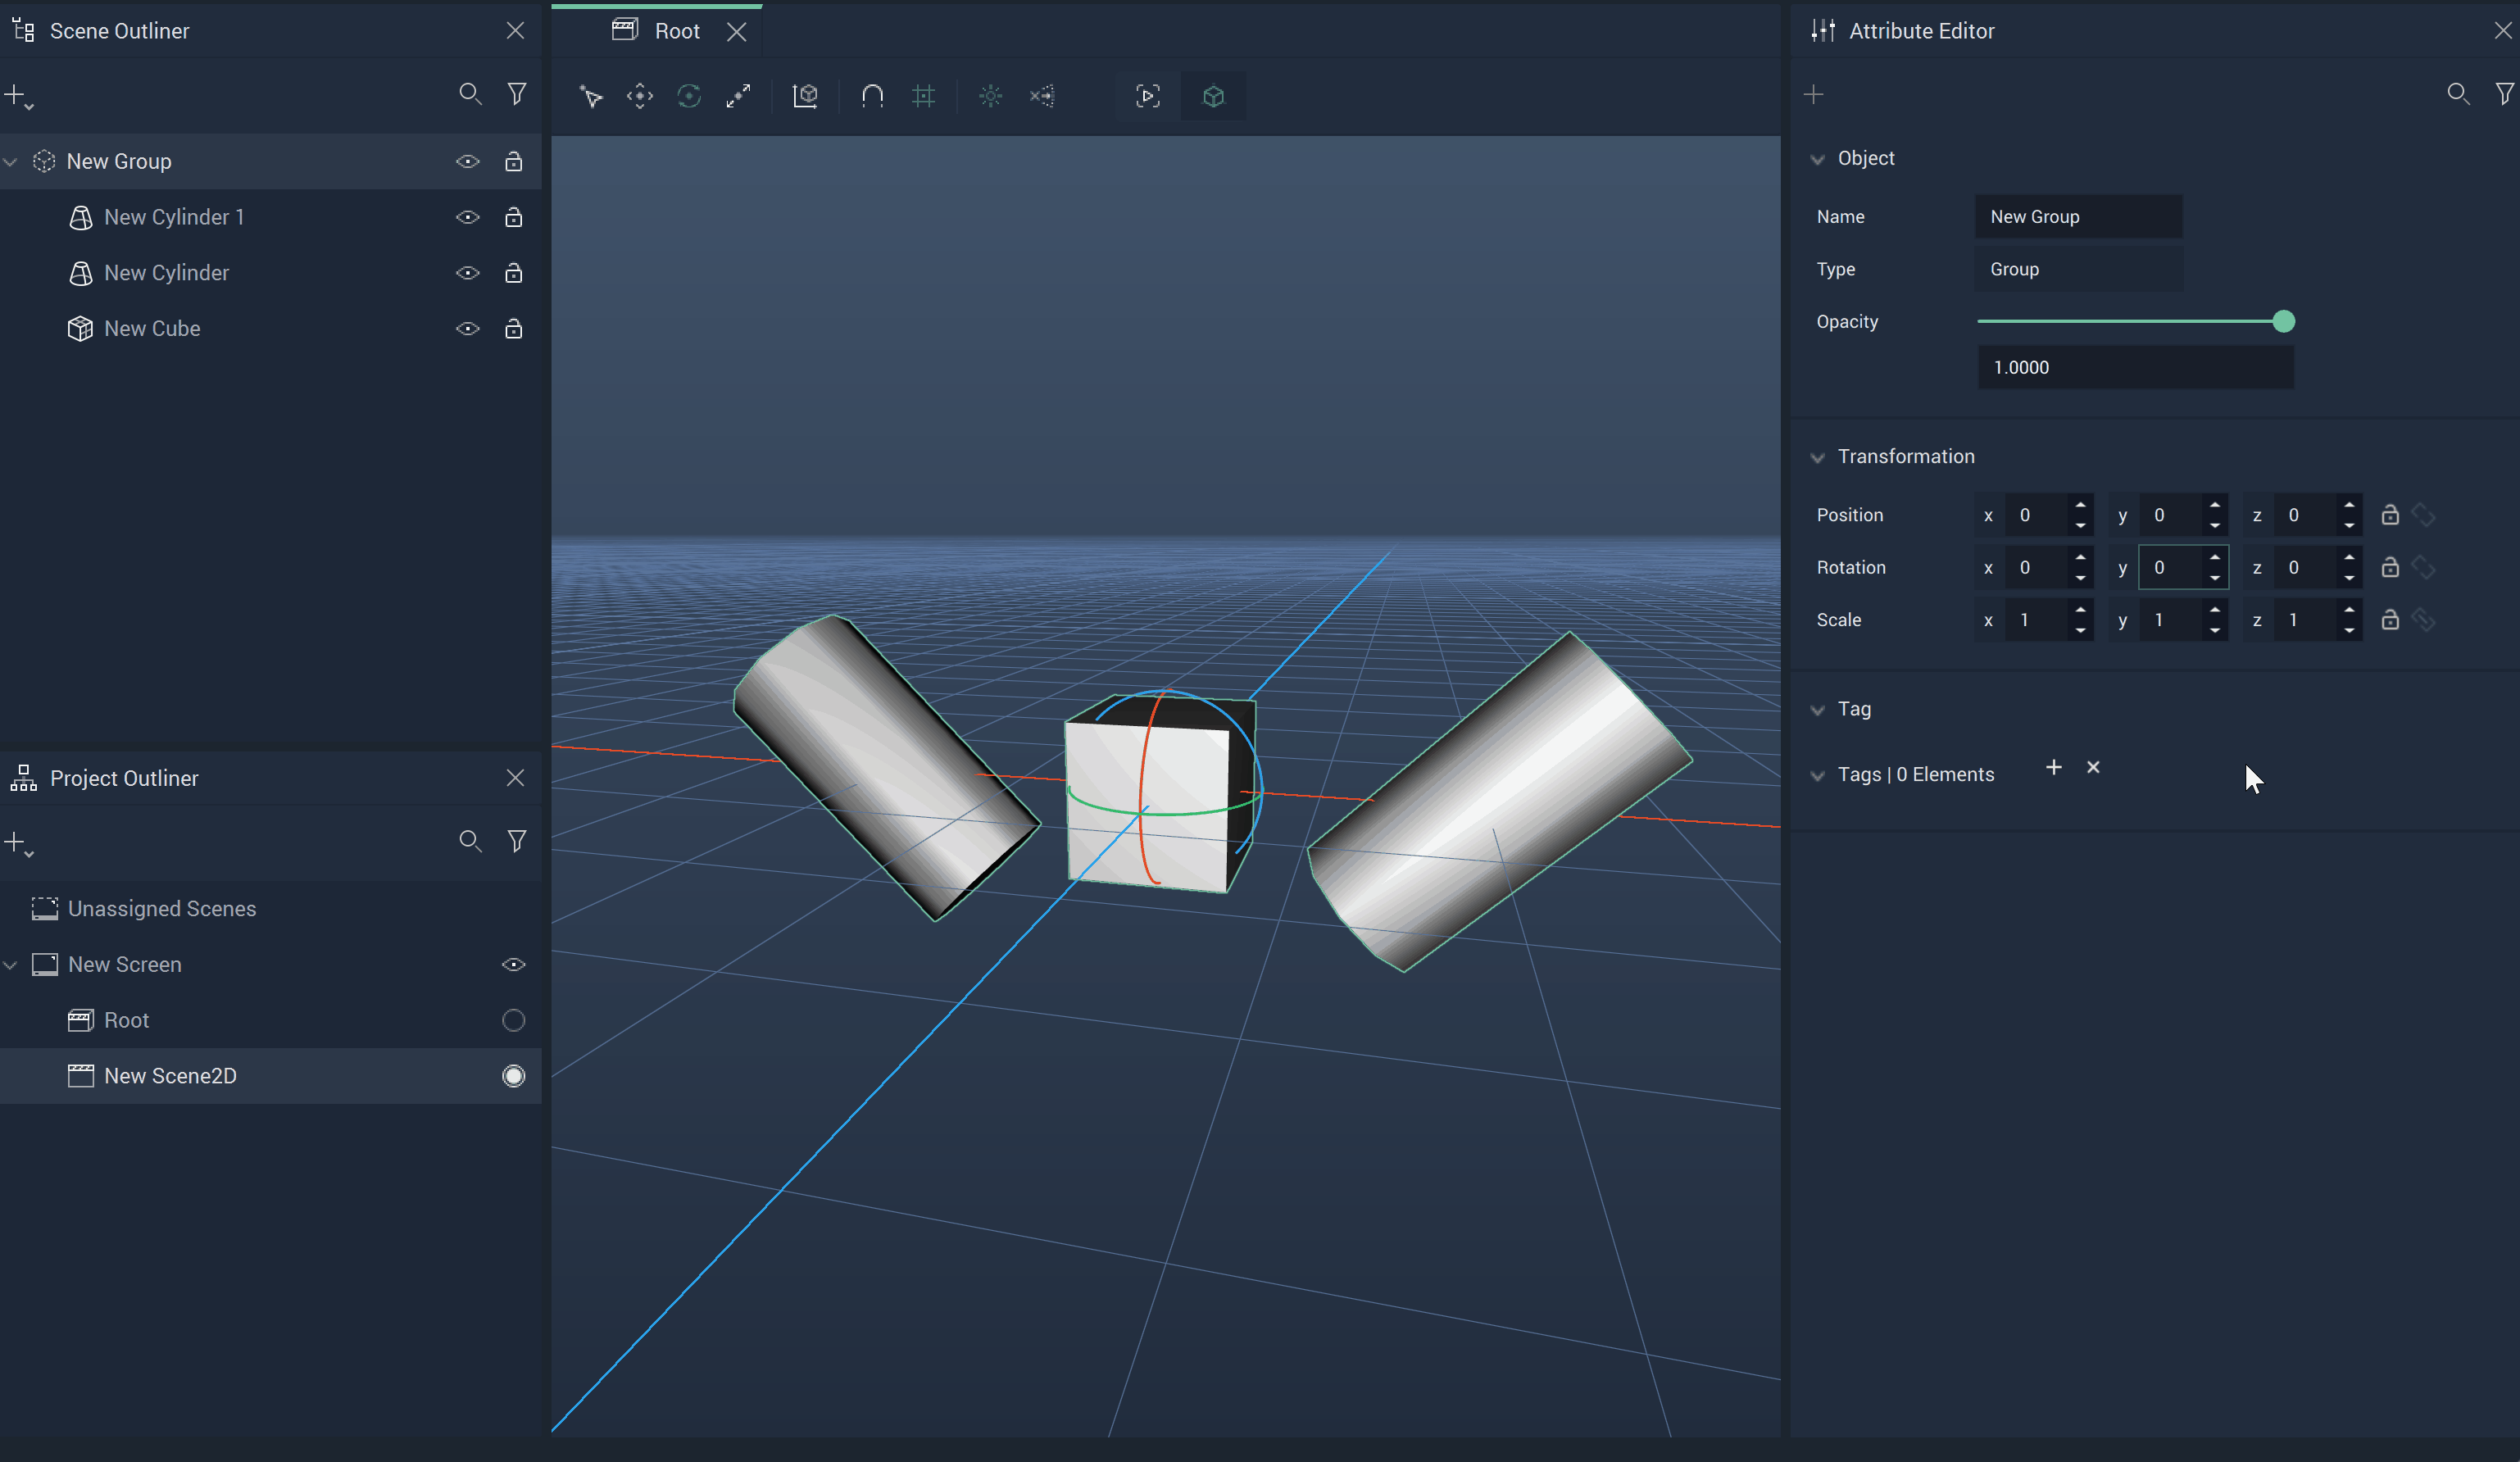 Scene Outliner
New Group
New Cylinder 1
New Cylinder
New Cube
Project Outliner
Unassigned Scenes
New Screen
Root
New Scene2D
Root
Attribute Editor
Object
Name New Group
Type Group
Opacity
1.0000
Transformation
Position x 0 y 0 z 0
Rotation x 0 y 0 z 0
Scale x 1 y 1 z 1
Tag
Tags | 0 Elements